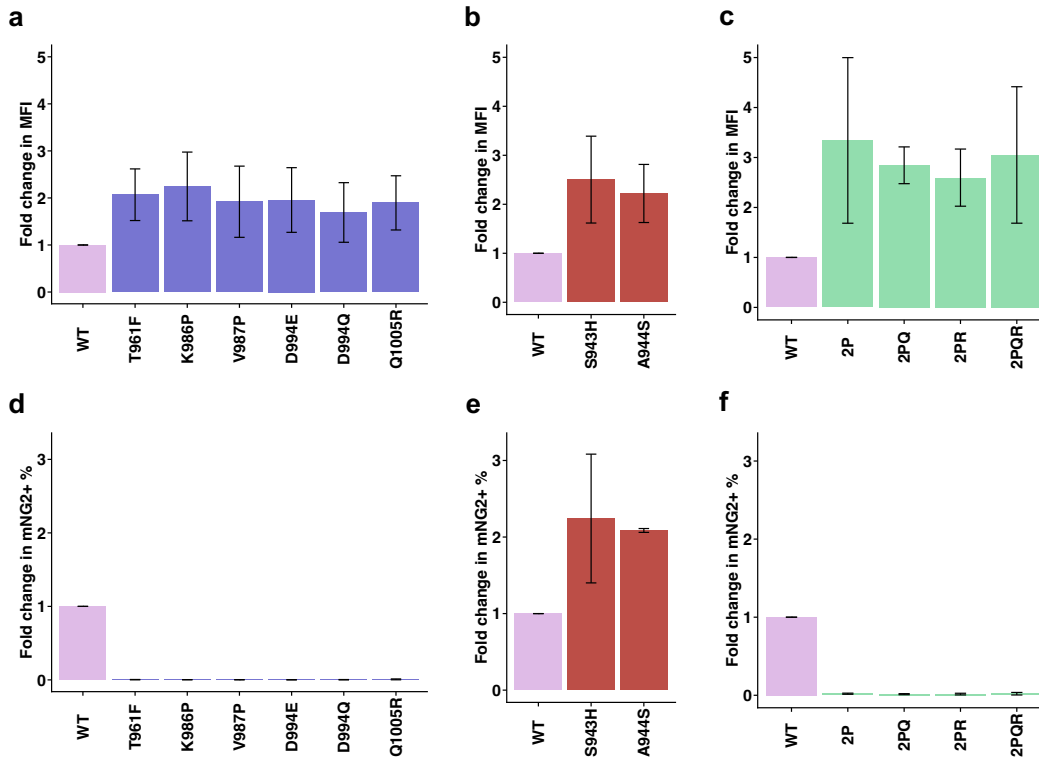 a
Fold change in MFI
5
4
3
2
1
0
WT
T961F
K986P
V987P
D994E
D994Q
Q1005R
b
Fold change in MFI
5
4
3
2
1
0
WT
S943H
A944S
c
Fold change in MFI
5
4
3
2
1
0
WT
2P
2PQ
2PR
2PQR
d
Fold change in mNG2+ %
3
2
1
0
WT
T961F
K986P
V987P
D994E
D994Q
Q1005R
e
Fold change in mNG2+ %
3
2
1
0
WT
S943H
A944S
f
Fold change in mNG2+ %
3
2
1
0
WT
2P
2PQ
2PR
2PQR